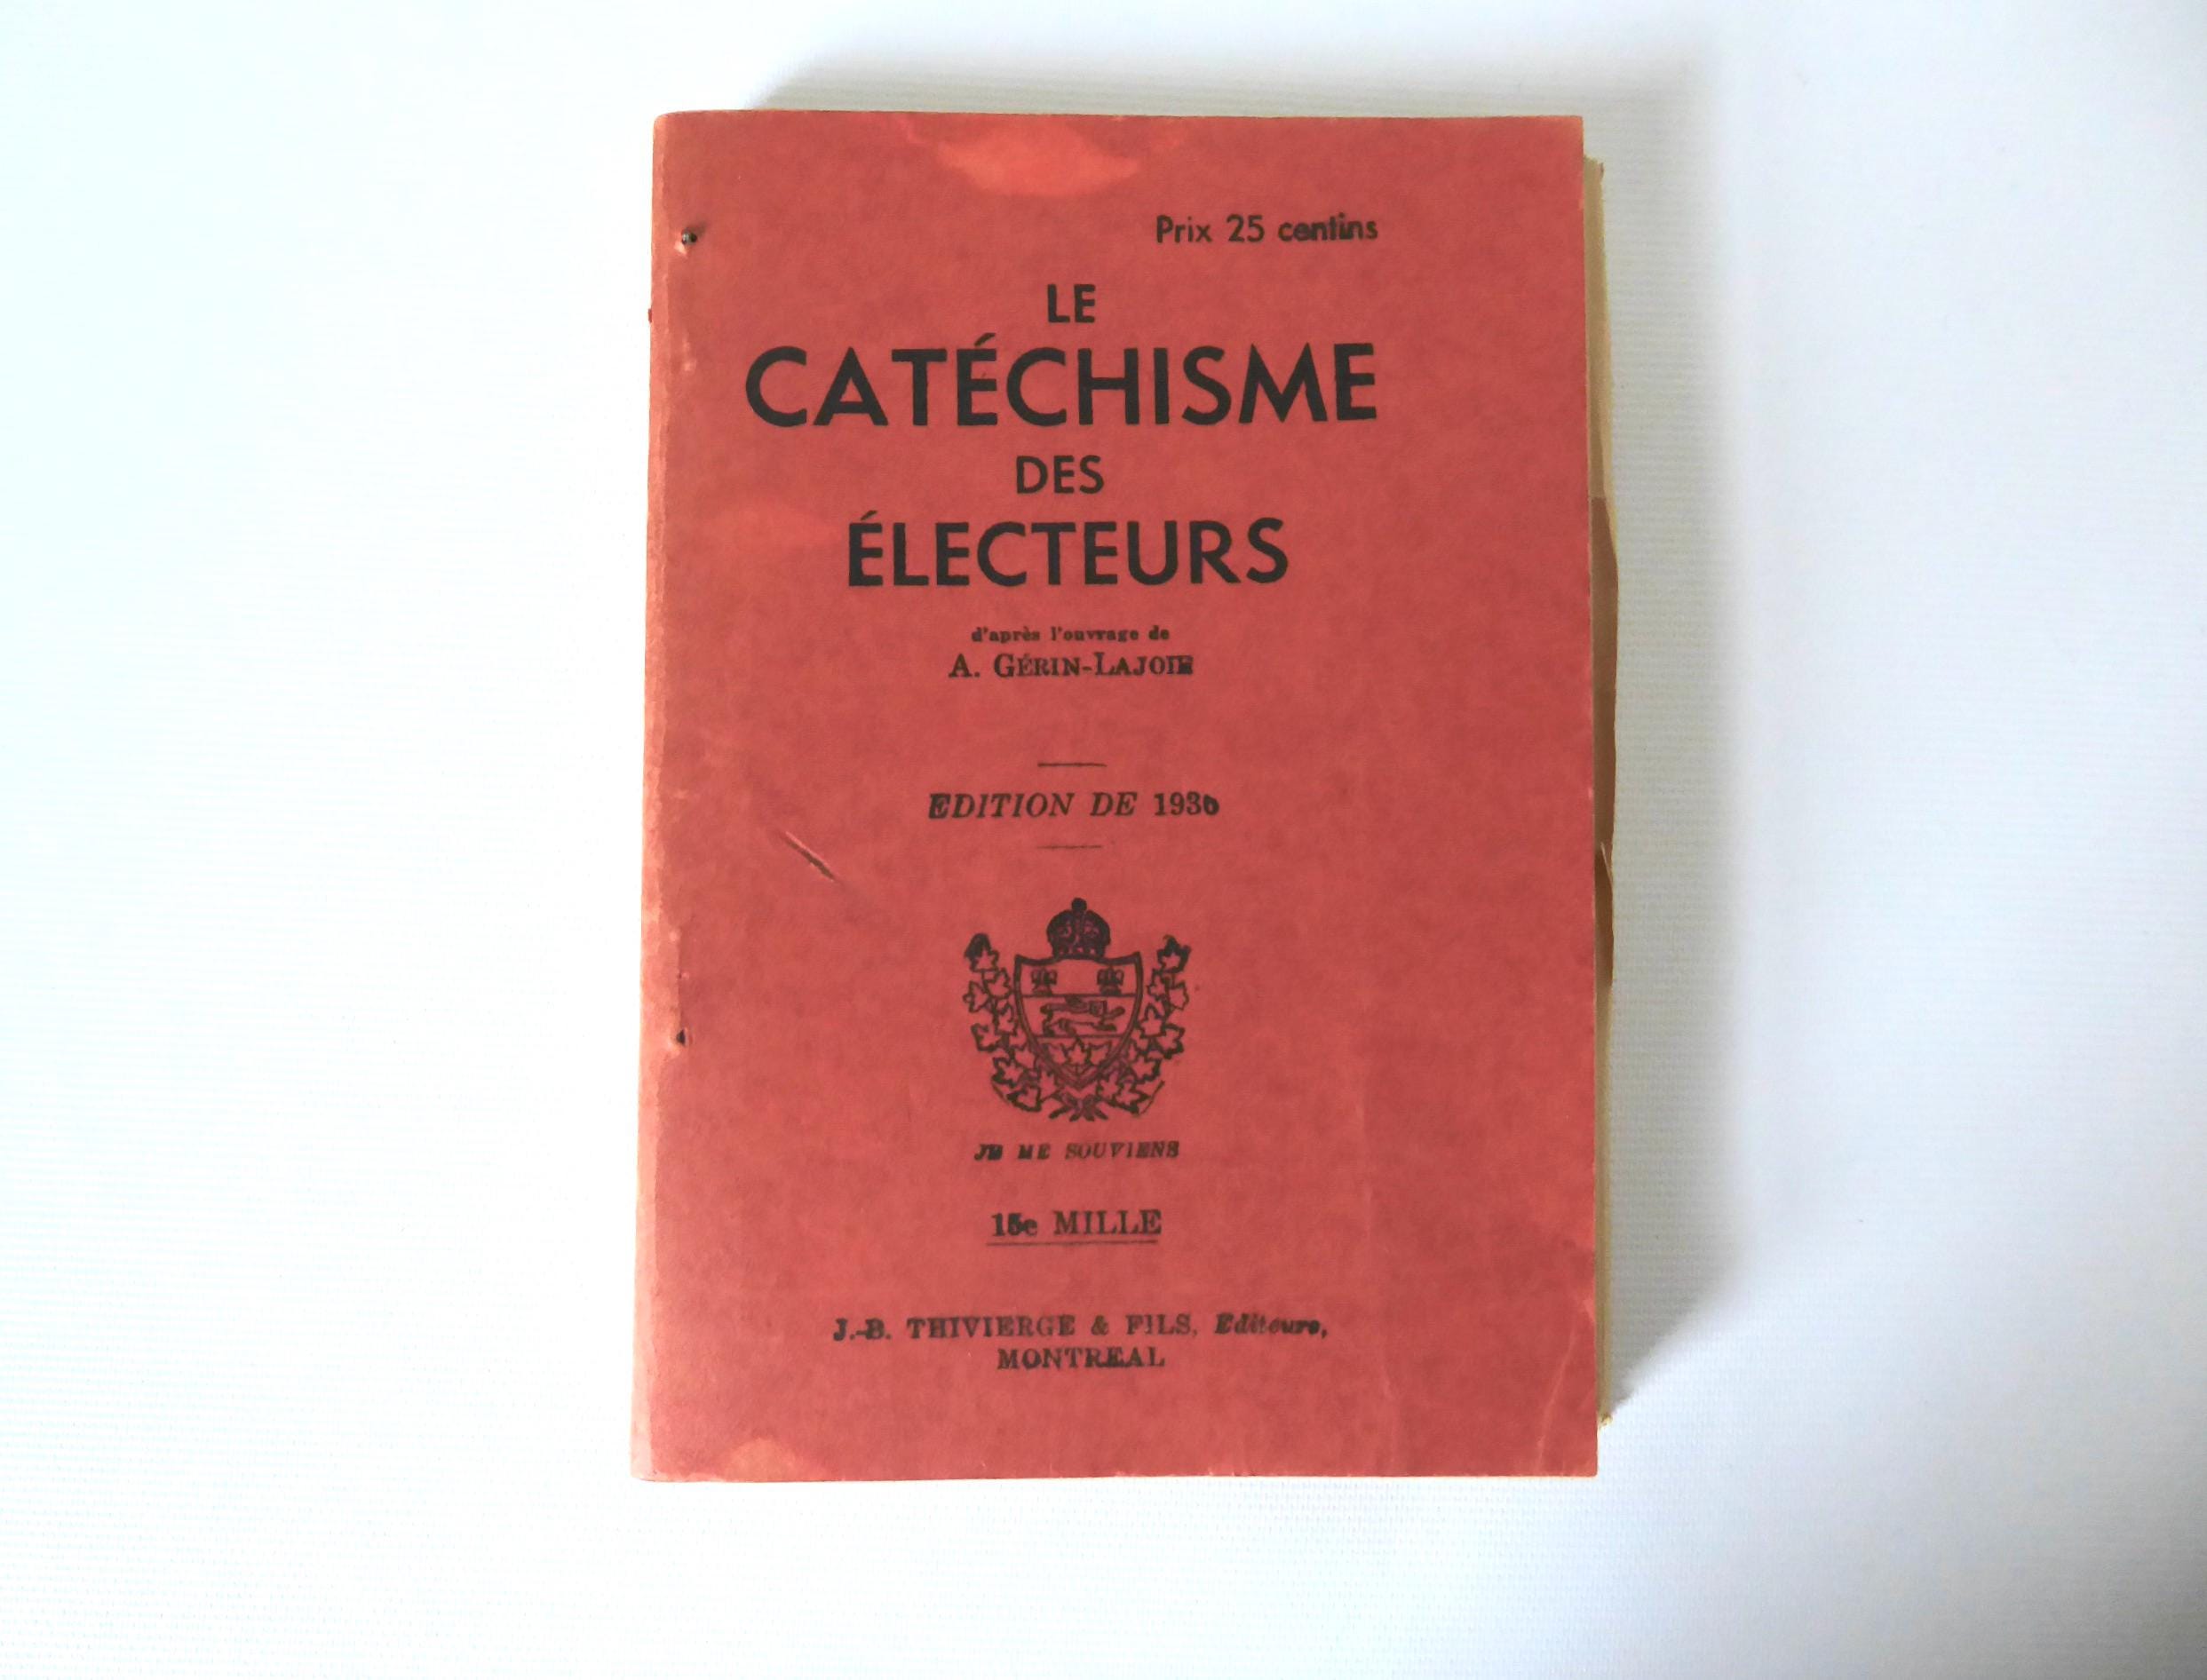 Prix 25 centins
LE
CATÉCHISME
DES
ÉLECTEURS
d'après l'ouvrage de
A. GÉRIN-LAJOIE
EDITION DE 1936
JE ME SOUVIENS
15e MILLE
J.-B. THIVIERGE & FILS, Editeurs,
MONTREAL